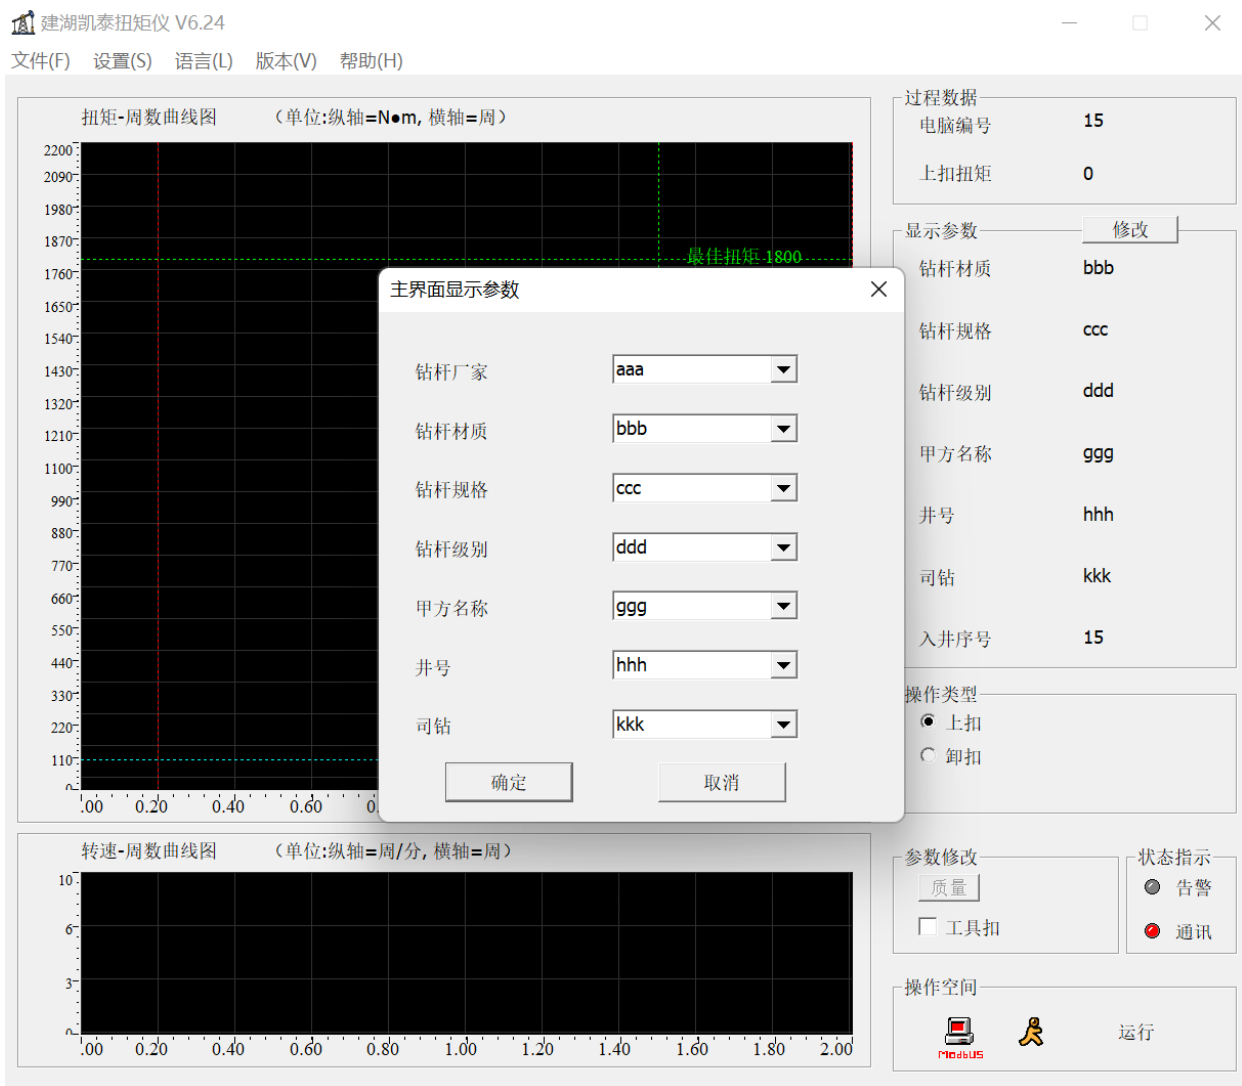 建湖凯泰扭矩仪 V6.24
文件(F) 设置(S) 语言(L) 版本(V) 帮助(H)
扭矩-周数曲线图 （单位:纵轴=N●m, 横轴=周）
2200
2090
1980
1870
1760
1650
1540
1430
1320
1210
1100
990
880
770
660
550
440
330
220
110
0
最佳扭矩 1800
.00 0.20 0.40 0.60 0.
主界面显示参数
钻杆厂家 aaa
钻杆材质 bbb
钻杆规格 ccc
钻杆级别 ddd
甲方名称 ggg
井号 hhh
司钻 kkk
确定 取消
转速-周数曲线图 （单位:纵轴=周/分, 横轴=周）
10
6
3
0
.00 0.20 0.40 0.60 0.80 1.00 1.20 1.40 1.60 1.80 2.00
过程数据
电脑编号 15
上扣扭矩 0
显示参数 修改
钻杆材质 bbb
钻杆规格 ccc
钻杆级别 ddd
甲方名称 ggg
井号 hhh
司钻 kkk
入井序号 15
操作类型
上扣
卸扣
参数修改
质量
工具扣
状态指示
告警
通讯
操作空间
ModbUS
运行